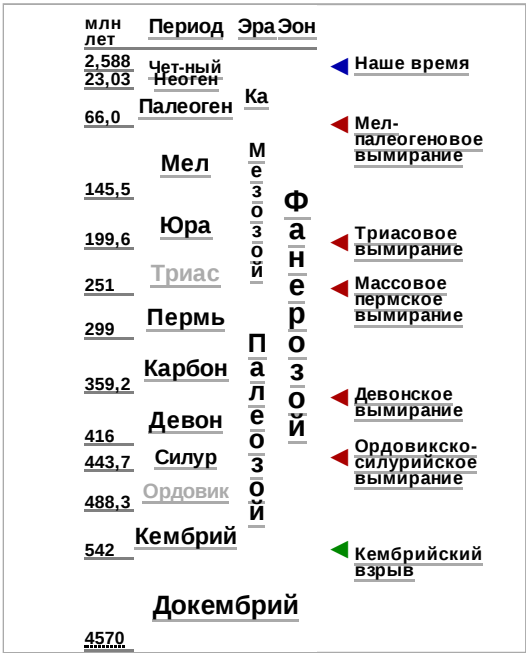 млн
лет
Период Эра Эон
2,588
Чет-ный
Наше время
23,03
Неоген
Палеоген
Ка
66,0
Мел-
палеогеновое
вымирание
Мел
Мезозой
145,5
Фанерозой
Юра
199,6
Триасовое
вымирание
Триас
251
Массовое
пермское
вымирание
Пермь
299
Палеозой
Карбон
359,2
Девонское
вымирание
Девон
416
Силур
443,7
Ордовикско-
силурийское
вымирание
Ордовик
488,3
Кембрий
542
Кембрийский
взрыв
Докембрий
4570